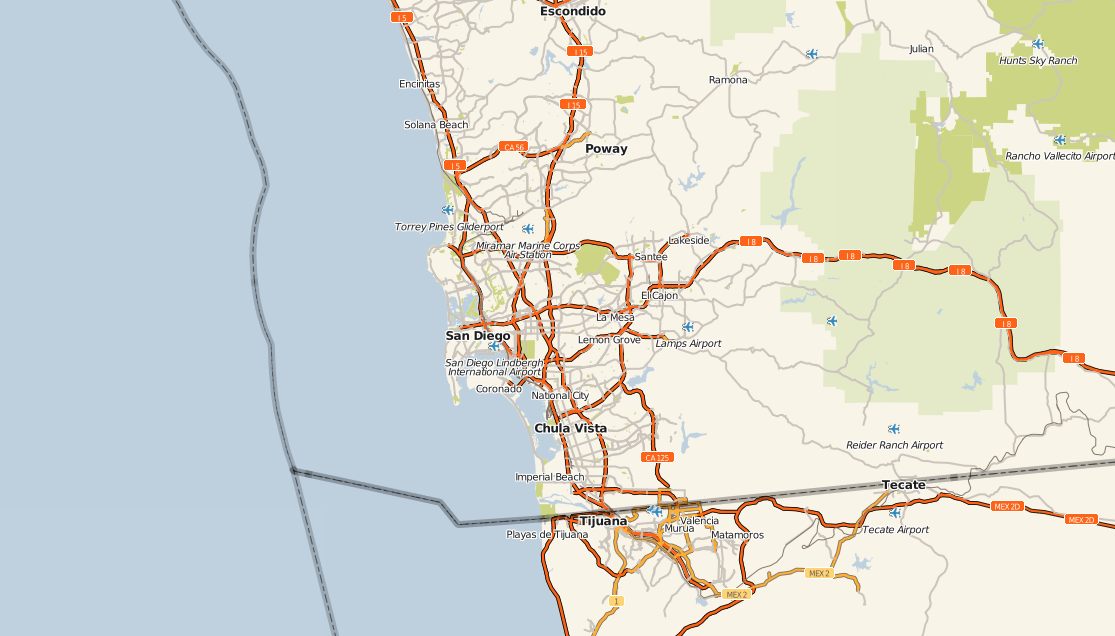 Escondido
I 5
I 15
Julian
Hunts Sky Ranch
Ramona
Encinitas
I 15
Solana Beach
CA 56
Poway
Rancho Vallecito Airport
I 5
Torrey Pines Gliderport
Miramar Marine Corps
Air Station
Lakeside
I 8
Santee
I 8
I 8
I 8
I 8
El Cajon
La Mesa
I 8
San Diego
Lemon Grove
Lamps Airport
I 8
San Diego Lindbergh
International Airport
Coronado
National City
Chula Vista
Reider Ranch Airport
CA 125
Imperial Beach
Tecate
MEX 2D
Tijuana
Valencia
MEX 2D
Murua
Tecate Airport
Playas de Tijuana
Matamoros
MEX 2
MEX 2
1